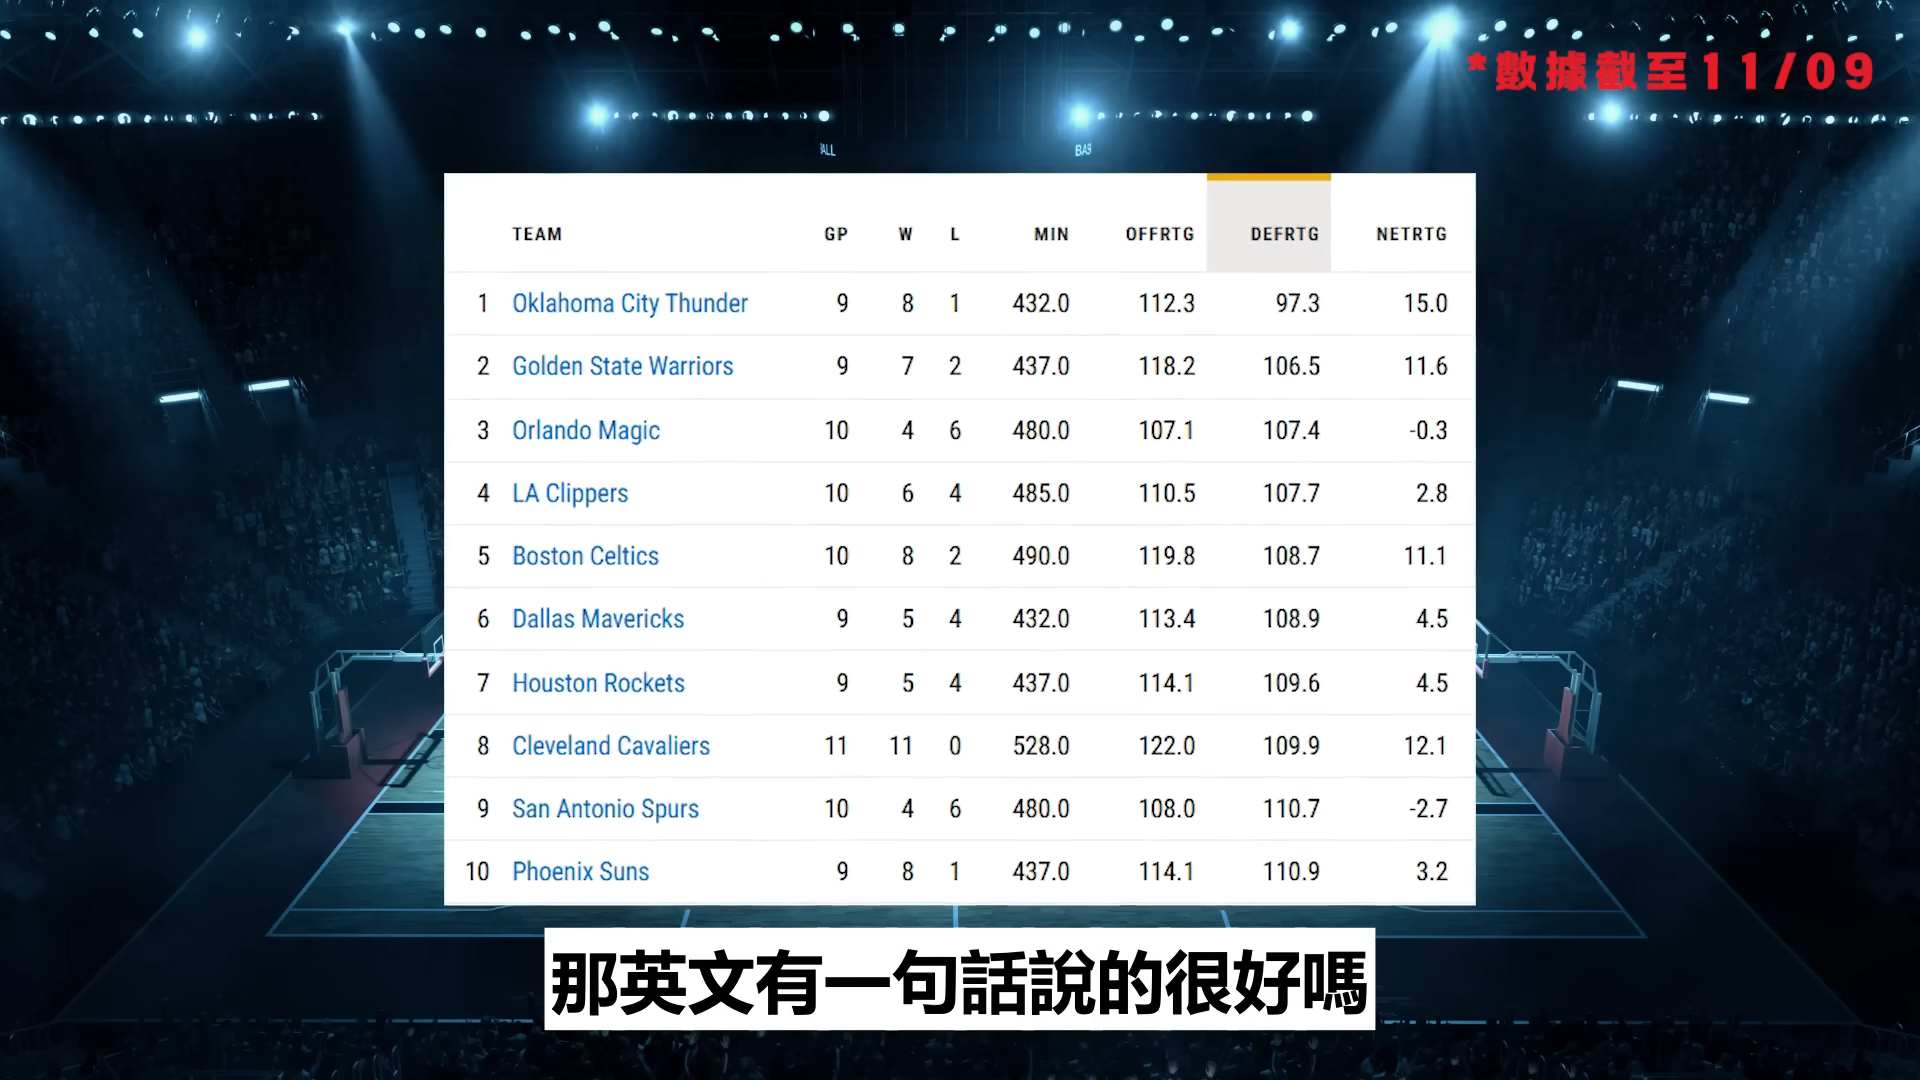 *數據截至11/09
ALL
BAS
TEAM GP W L MIN OFFRTG DEFRTG NETRTG
1 Oklahoma City Thunder 9 8 1 432.0 112.3 97.3 15.0
2 Golden State Warriors 9 7 2 437.0 118.2 106.5 11.6
3 Orlando Magic 10 4 6 480.0 107.1 107.4 -0.3
4 LA Clippers 10 6 4 485.0 110.5 107.7 2.8
5 Boston Celtics 10 8 2 490.0 119.8 108.7 11.1
6 Dallas Mavericks 9 5 4 432.0 113.4 108.9 4.5
7 Houston Rockets 9 5 4 437.0 114.1 109.6 4.5
8 Cleveland Cavaliers 11 11 0 528.0 122.0 109.9 12.1
9 San Antonio Spurs 10 4 6 480.0 108.0 110.7 -2.7
10 Phoenix Suns 9 8 1 437.0 114.1 110.9 3.2
那英文有一句話說的很好嗎